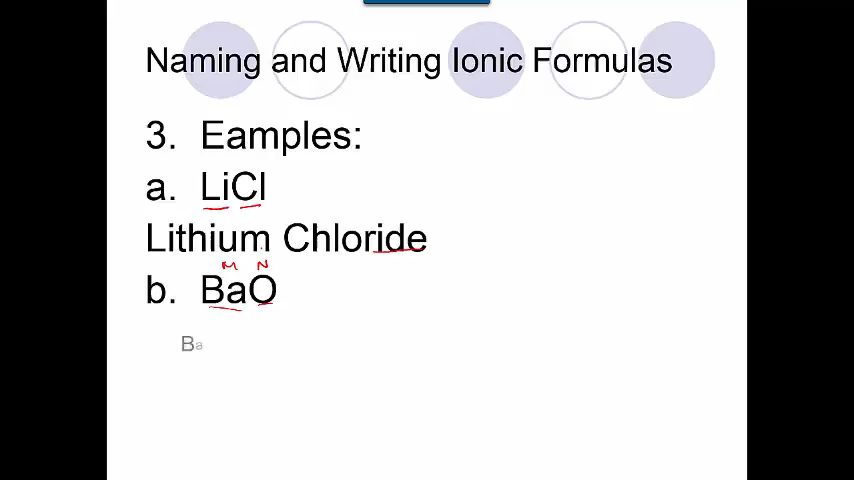 Naming and Writing Ionic Formulas
3. Eamples:
a. LiCl
Lithium Chloride
M N
b. BaO
Ba